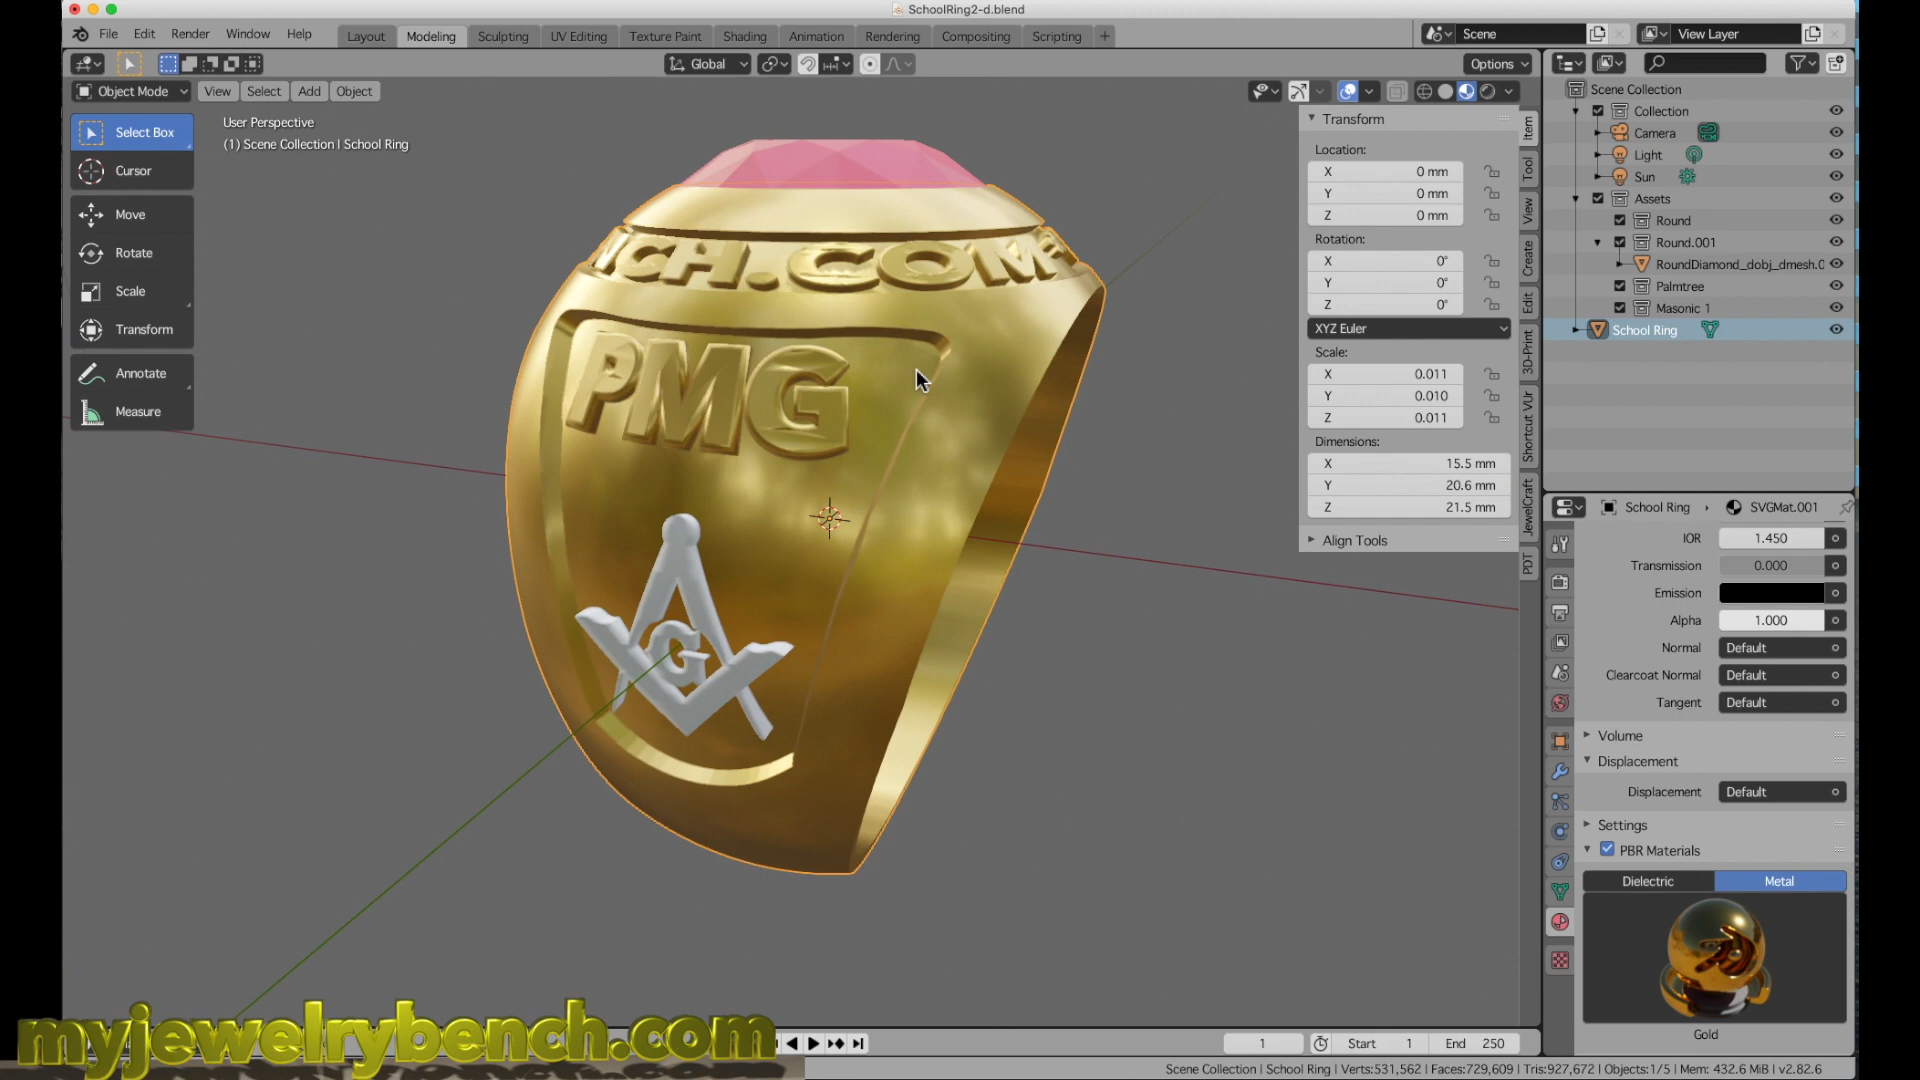 SchoolRing2-d.blend
File Edit Render Window Help
Layout Modeling Sculpting UV Editing Texture Paint Shading Animation Rendering Compositing Scripting +
Scene
View Layer
Global
Options
Object Mode View Select Add Object
Select Box
Cursor
Move
Rotate
Scale
Transform
Annotate
Measure
User Perspective
(1) Scene Collection | School Ring
CH.COM
PMG
G
Transform
Location:
X 0 mm
Y 0 mm
Z 0 mm
Rotation:
X 0°
Y 0°
Z 0°
XYZ Euler
Scale:
X 0.011
Y 0.010
Z 0.011
Dimensions:
X 15.5 mm
Y 20.6 mm
Z 21.5 mm
Align Tools
Item
Tool
View
Create
Edit
3D-Print
Shortcut VUr
JewelCraft
PDT
Scene Collection
Collection
Camera
Light
Sun
Assets
Round
Round.001
RoundDiamond_dobj_dmesh.0
Palmtree
Masonic 1
School Ring
School Ring SVGMat.001
IOR 1.450
Transmission 0.000
Emission
Alpha 1.000
Normal Default
Clearcoat Normal Default
Tangent Default
Volume
Displacement
Displacement Default
Settings
PBR Materials
Dielectric Metal
Gold
myjewelrybench.com
1 Start 1 End 250
Scene Collection | School Ring | Verts:531,562 | Faces:729,609 | Tris:927,672 | Objects:1/5 | Mem: 432.6 MiB | v2.82.6